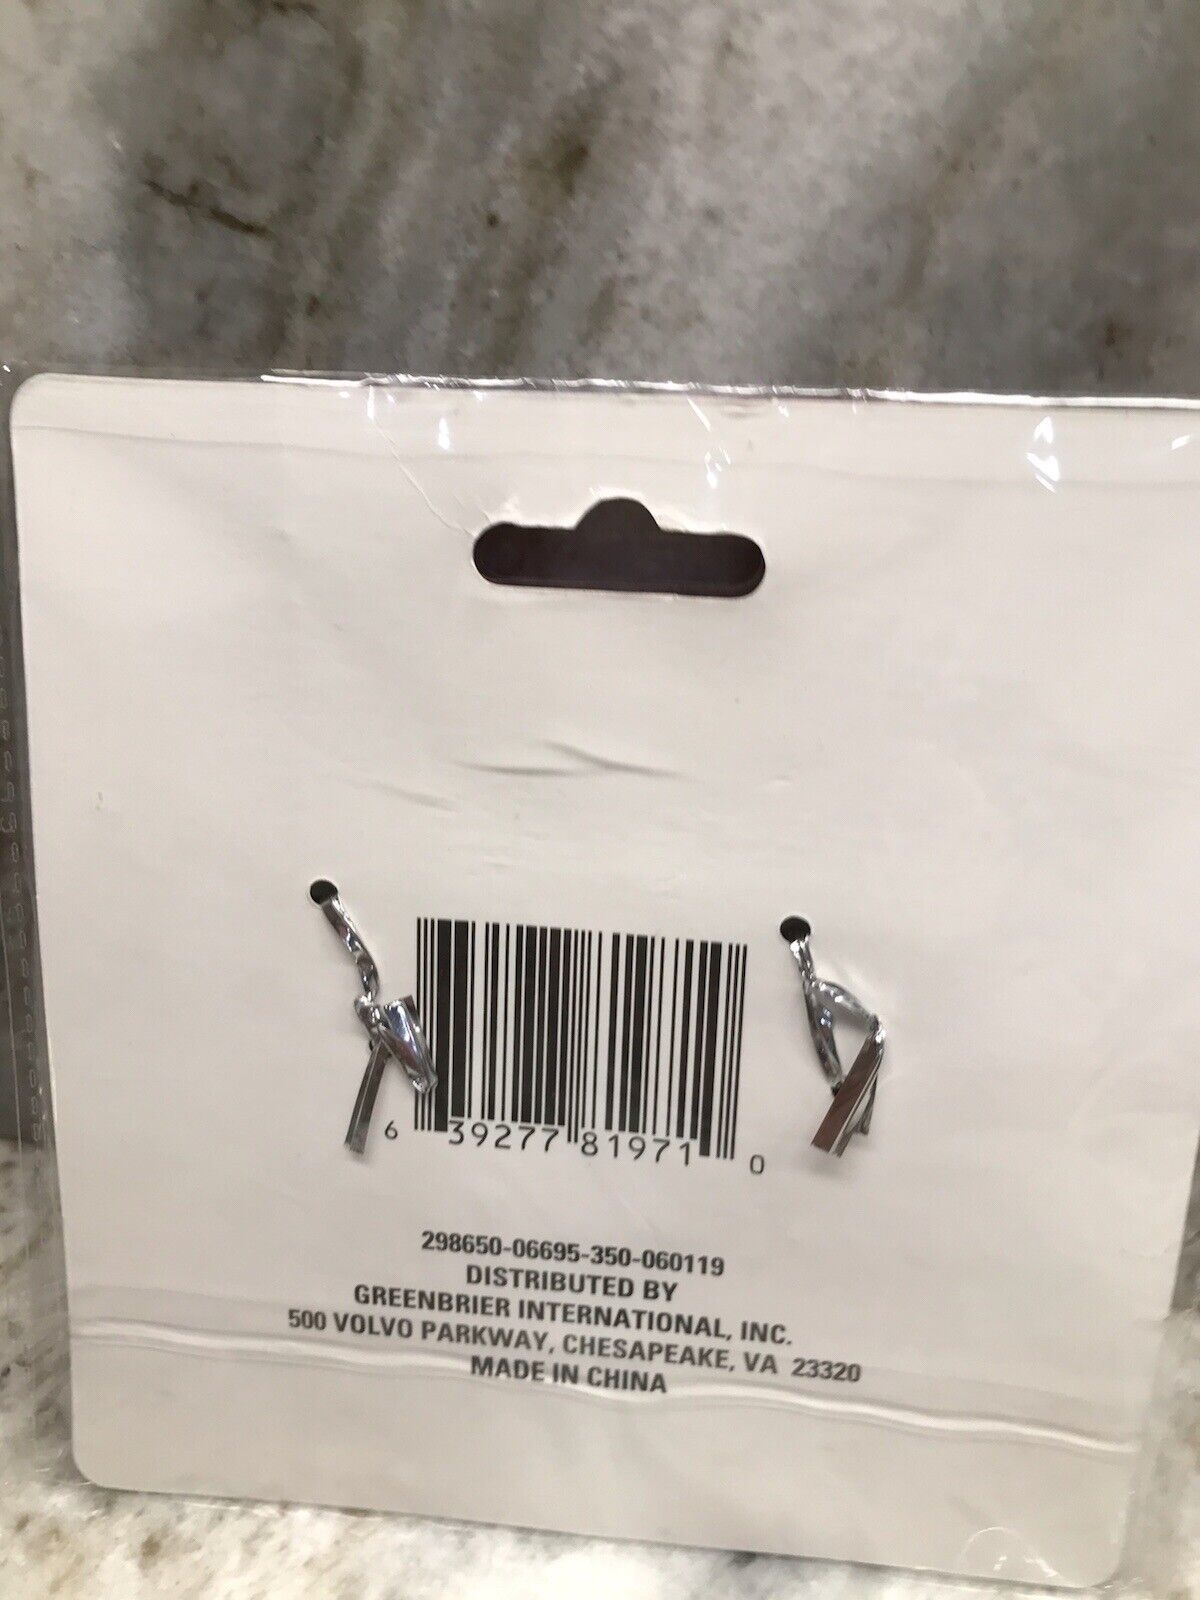 6 39277 81971 0
298650-06695-350-060119
DISTRIBUTED BY
GREENBRIER INTERNATIONAL, INC.
500 VOLVO PARKWAY, CHESAPEAKE, VA 23320
MADE IN CHINA